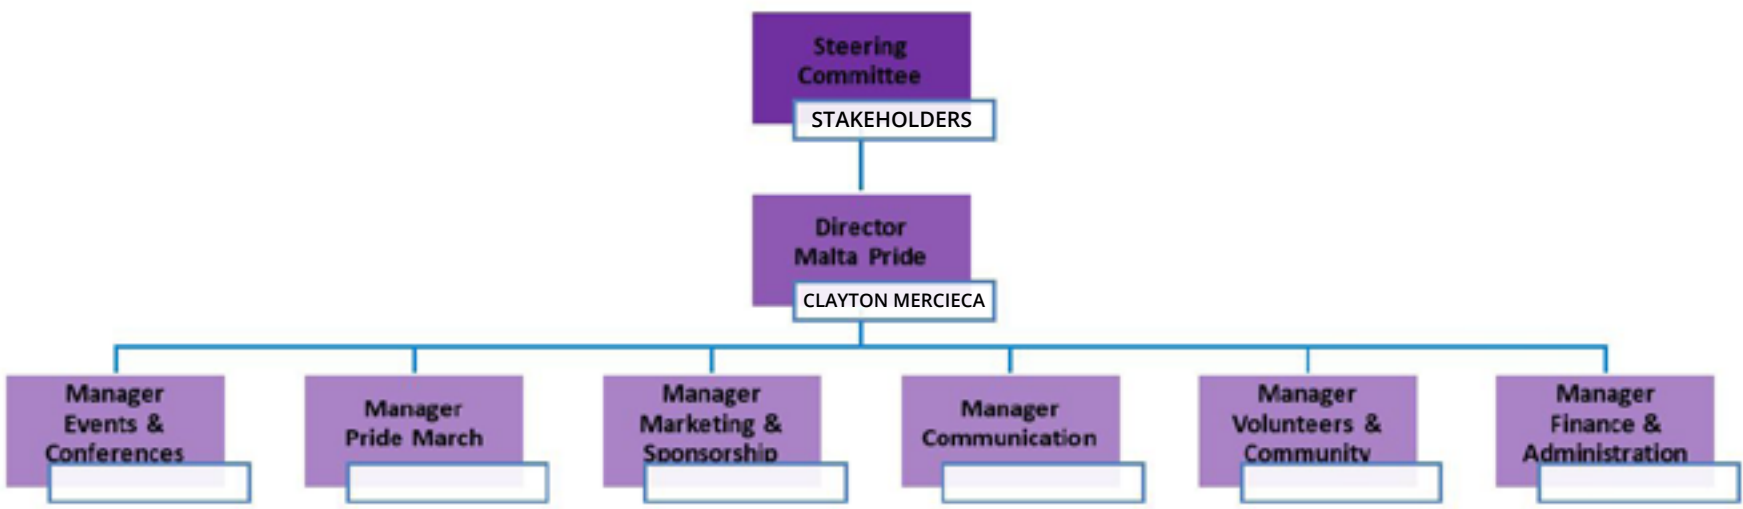 Steering
Committee
STAKEHOLDERS
Director
Malta Pride
CLAYTON MERCIECA
Manager
Events &
Conferences
Manager
Pride March
Manager
Marketing &
Sponsorship
Manager
Communication
Manager
Volunteers &
Community
Manager
Finance &
Administration